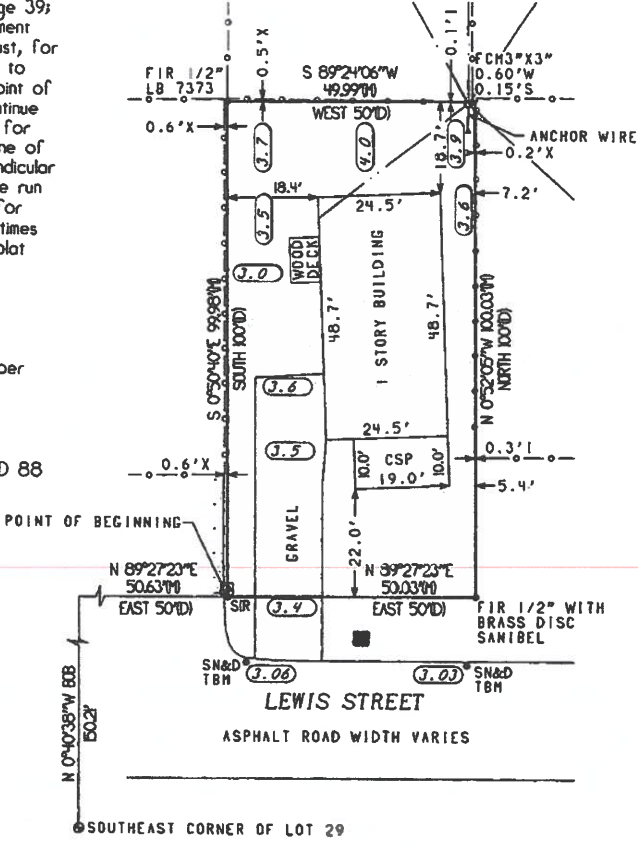 ge 39;
ment
ast, for
to
oint of
ntinue
for
ne of
ndicular
e run
for
times
plat
per
D 88
FIR 1/2"
LB 7373
0.5'X
S 89°24'06"W
49.99'(M)
WEST 50'(D)
0.1'I
FCM3"X3"
0.60'W
0.15'S
ANCHOR WIRE
0.6'X
3.7
4.0
18.7'
3.9
0.2'X
18.4'
24.5'
7.2'
3.5
3.6
3.0
WOOD
DECK
1 STORY BUILDING
48.7'
48.7'
S 0°50'40"E 99.98'(M)
SOUTH 100'(D)
N 0°52'05"W 100.03'(M)
NORTH 100'(D)
3.6
24.5'
3.5
0.3'I
10.0'
CSP
10.0'
19.0'
0.6'X
5.4'
POINT OF BEGINNING
GRAVEL
22.0'
N 89°27'23"E
50.63'(M)
EAST 50'(D)
N 89°27'23"E
50.03'(M)
EAST 50'(D)
SIR
3.4
FIR 1/2" WITH
BRASS DISC
SANIBEL
SN&D
TBM
3.06
3.03
SN&D
TBM
LEWIS STREET
ASPHALT ROAD WIDTH VARIES
N 0°40'38"W BOB
150.21'
SOUTHEAST CORNER OF LOT 29